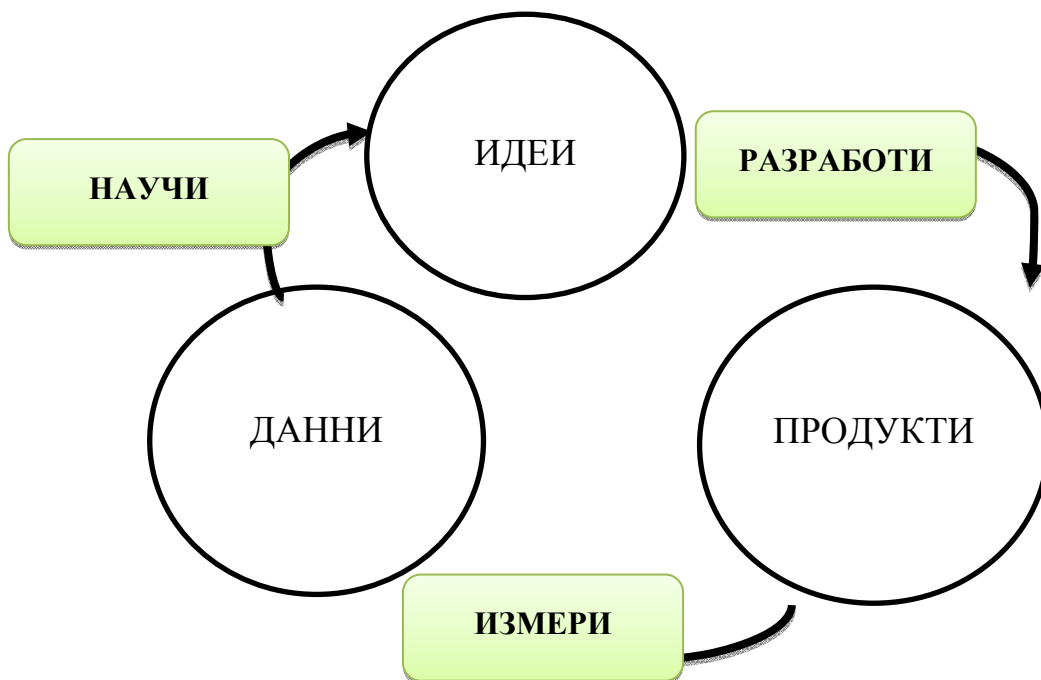 ИДЕИ
РАЗРАБОТИ
НАУЧИ
ДАННИ
ПРОДУКТИ
ИЗМЕРИ